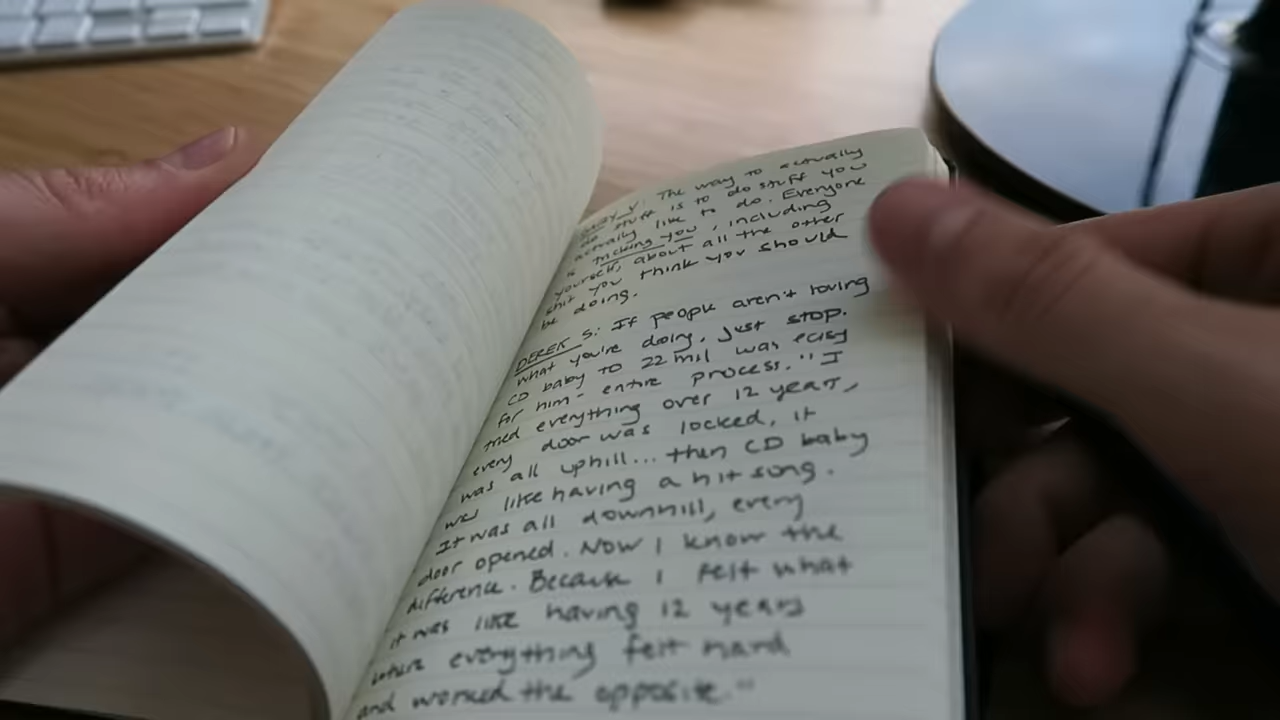 The way to actually
do stuff is to do stuff you
actually like to do. Everyone
is tricking you, including
yourself, about all the other
shit you think you should
be doing.
DEREK S.: If people aren't loving
what you're doing, just stop.
CD baby to 22 mil was easy
for him - entire process. "I
tried everything over 12 years,
every door was locked, it
was all uphill... then CD baby
was like having a hit song.
It was all downhill, every
door opened. Now I know the
difference. Because I felt what
it was like having 12 years
where everything felt hard
and worked the opposite."